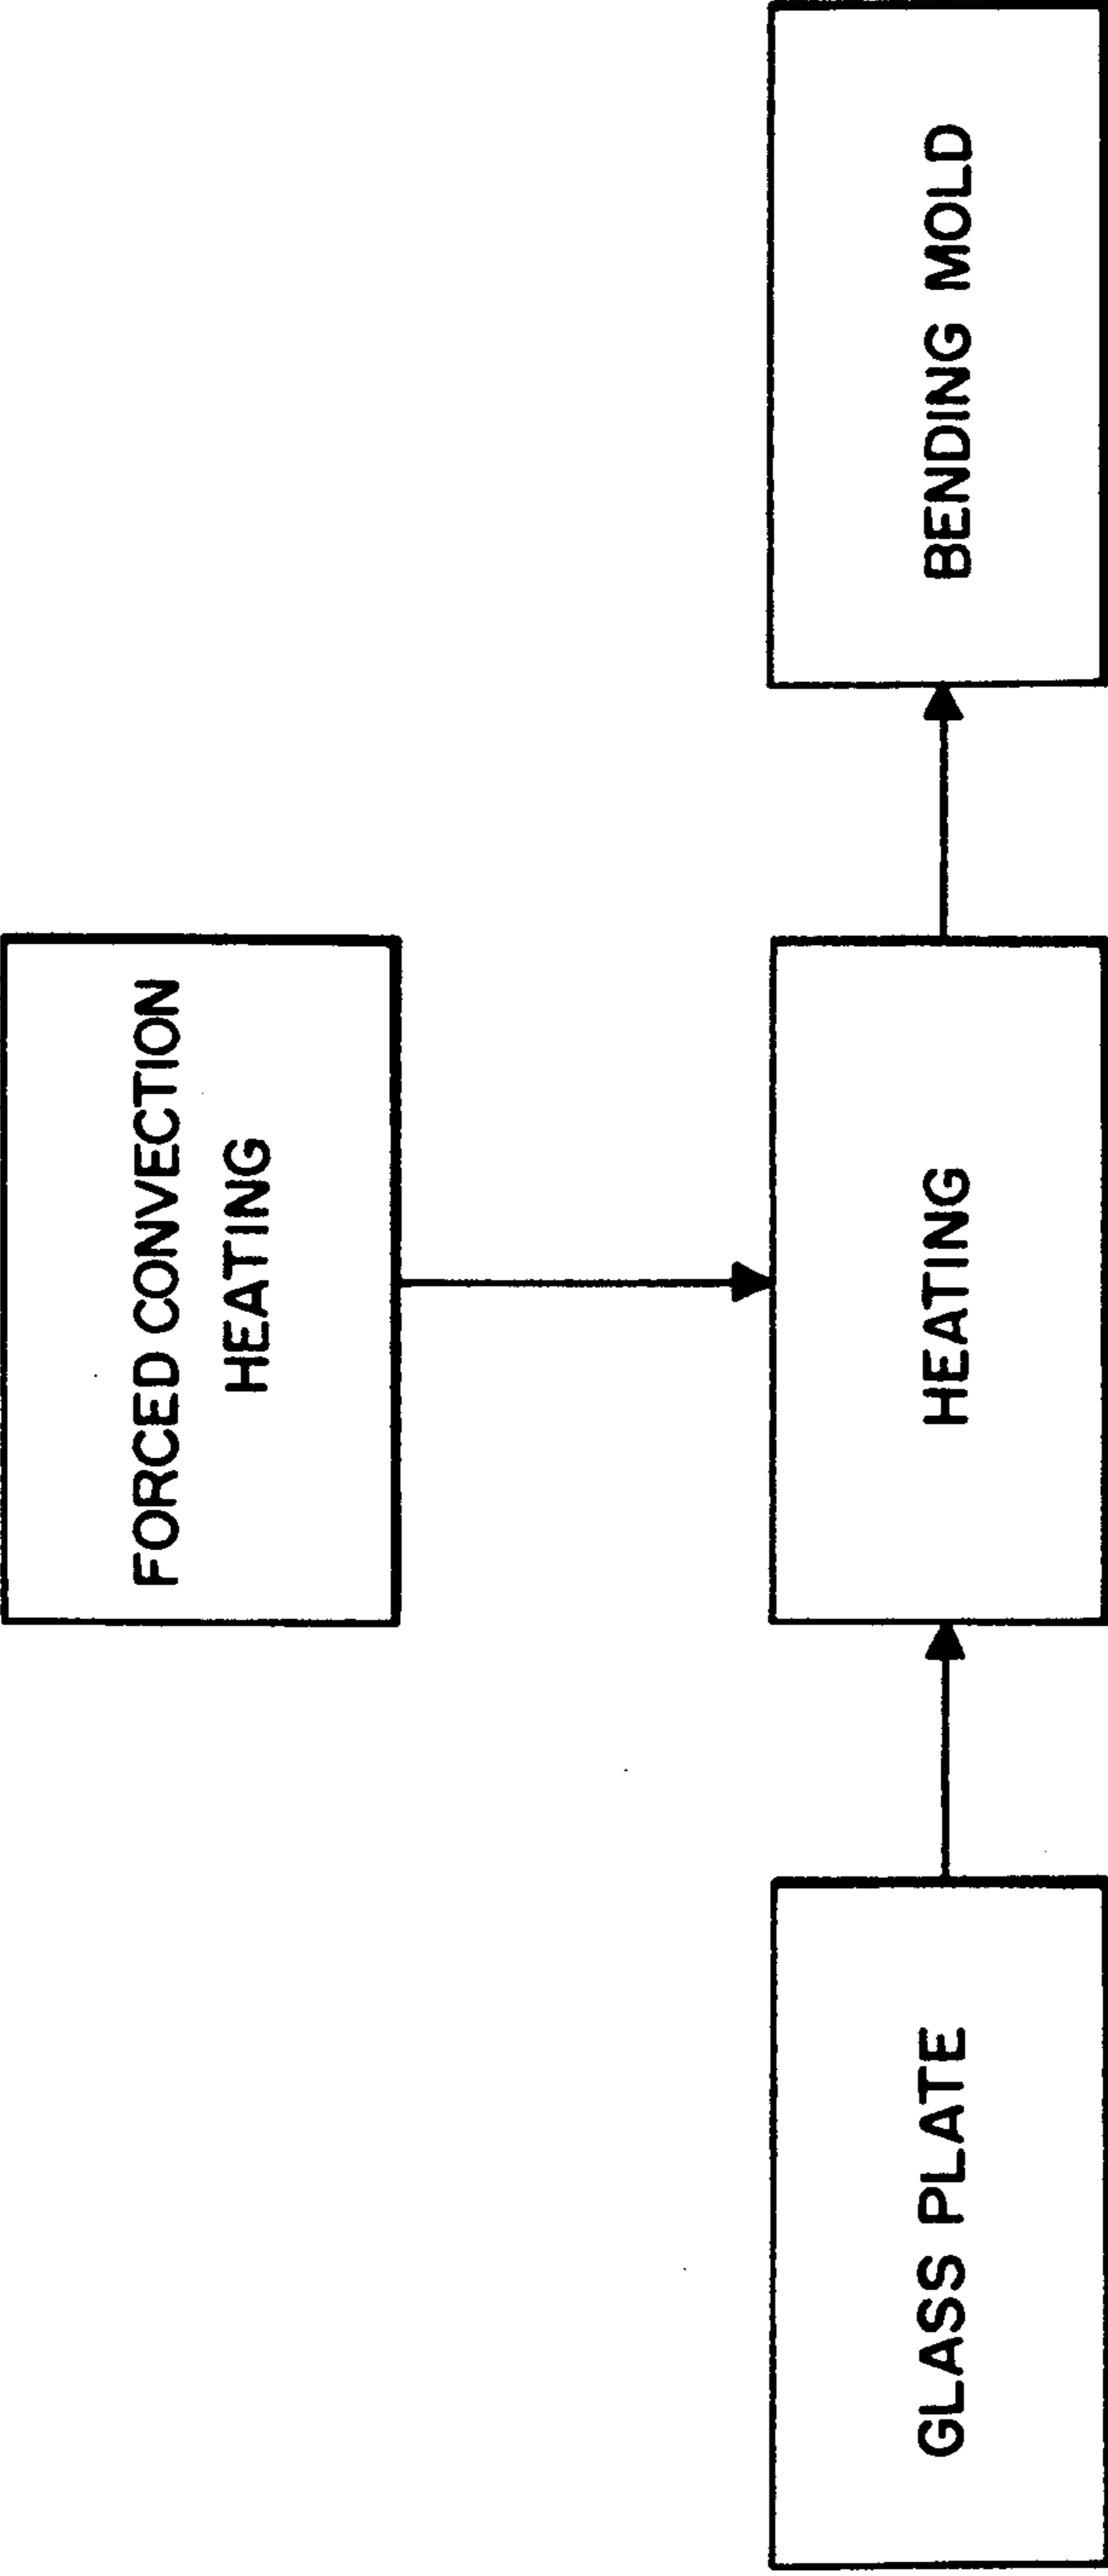 FORCED CONVECTION
HEATING
GLASS PLATE
HEATING
BENDING MOLD